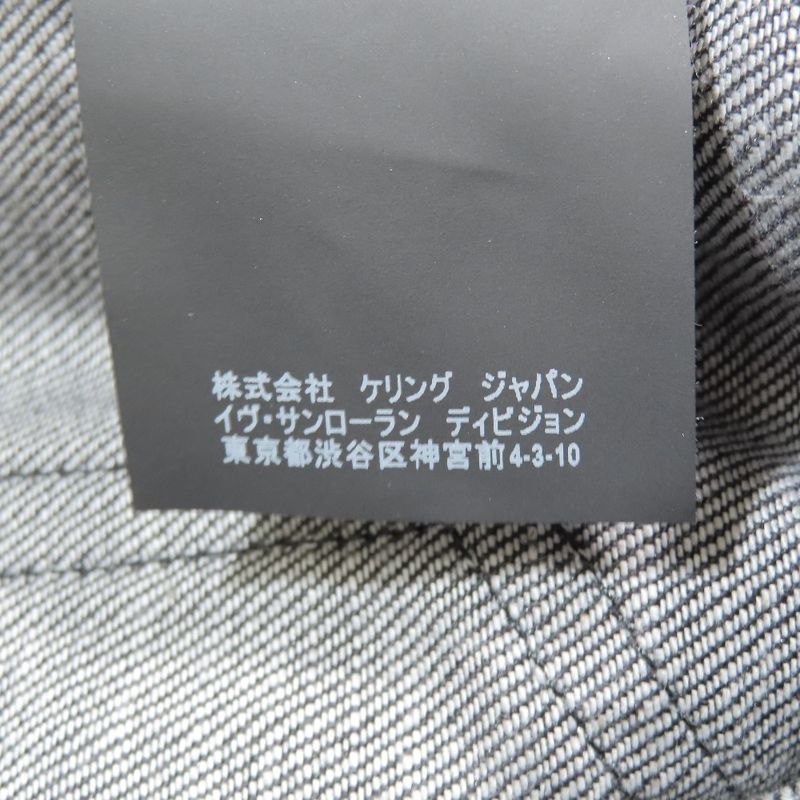 株式会社 ケリング ジャパン
イヴ・サンローラン ディビジョン
東京都渋谷区神宮前4-3-10